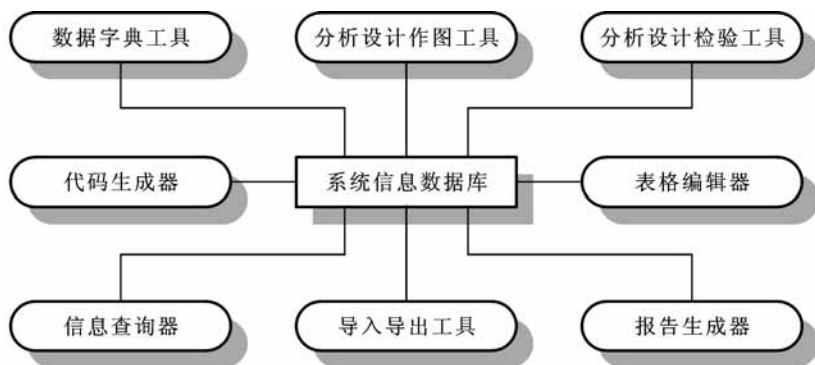 数据字典工具
分析设计作图工具
分析设计检验工具
代码生成器
系统信息数据库
表格编辑器
信息查询器
导入导出工具
报告生成器